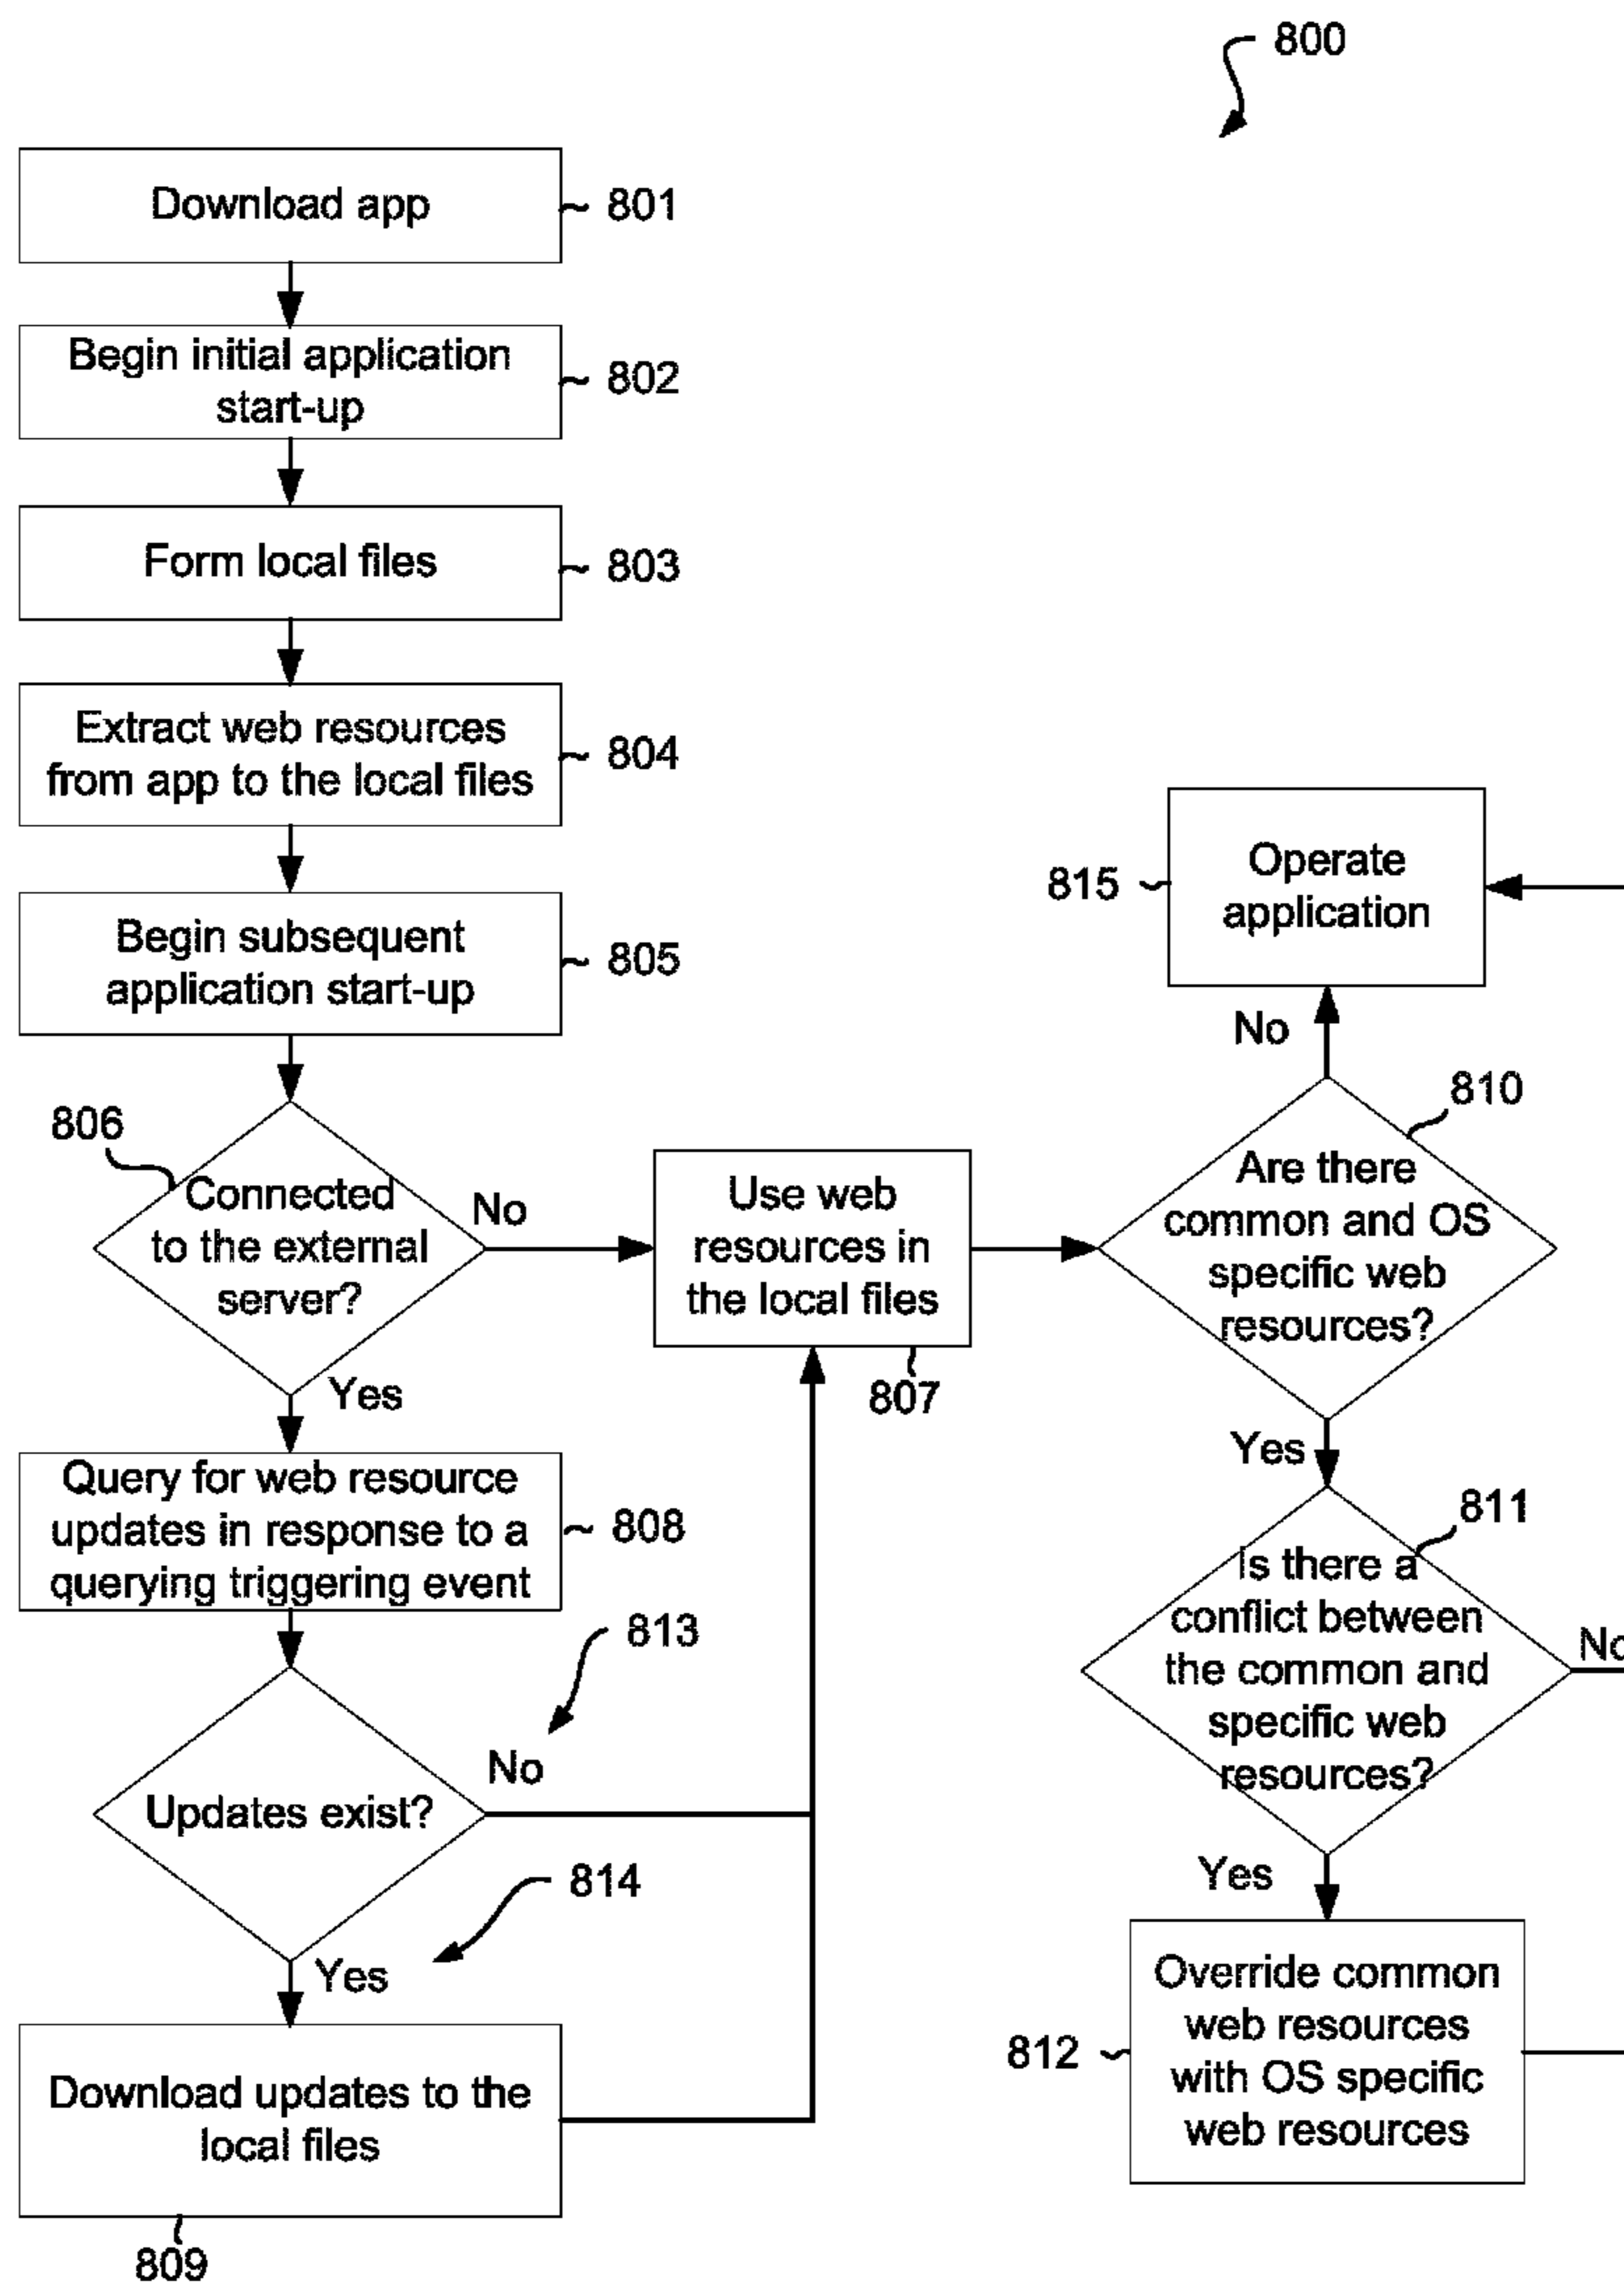 800
Download app
801
Begin initial application
start-up
802
Form local files
803
Extract web resources
from app to the local files
804
Begin subsequent
application start-up
805
806
Connected
to the external
server?
No
Yes
Use web
resources in
the local files
807
Query for web resource
updates in response to a
querying triggering event
808
813
Updates exist?
No
814
Yes
Download updates to the
local files
809
Operate
application
815
No
810
Are there
common and OS
specific web
resources?
Yes
811
Is there a
conflict between
the common and
specific web
resources?
No
Yes
Override common
web resources
with OS specific
web resources
812